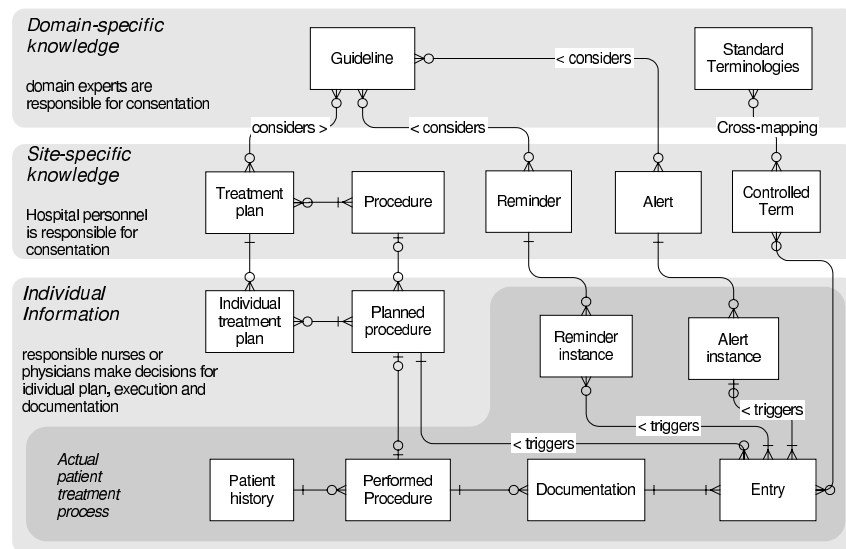 Domain-specific
knowledge
domain experts are
responsible for consentation
Guideline
< considers
Standard
Terminologies
considers >
< considers
Cross-mapping
Site-specific
knowledge
Hospital personnel
is responsible for
consentation
Treatment
plan
Procedure
Reminder
Alert
Controlled
Term
Individual
Information
responsible nurses or
physicians make decisions for
idividual plan, execution and
documentation
Individual
treatment
plan
Planned
procedure
Reminder
instance
Alert
instance
< triggers
< triggers
< triggers
Actual
patient
treatment
process
Patient
history
Performed
Procedure
Documentation
Entry